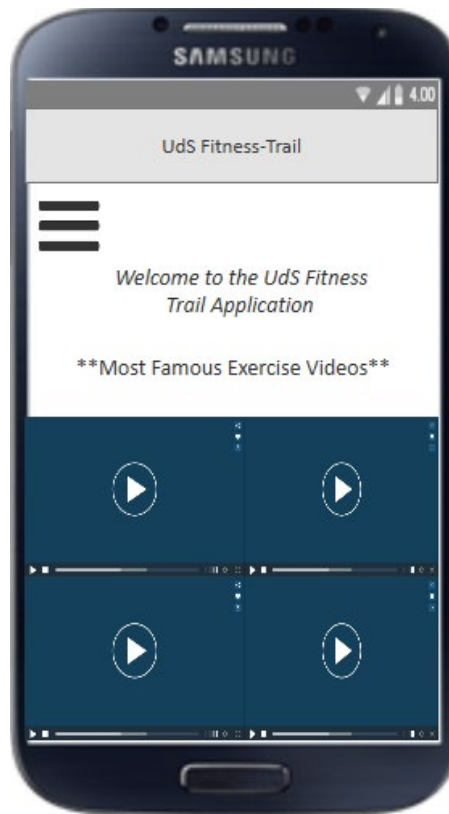 SAMSUNG
4.00
UdS Fitness-Trail
Welcome to the UdS Fitness
Trail Application
**Most Famous Exercise Videos**